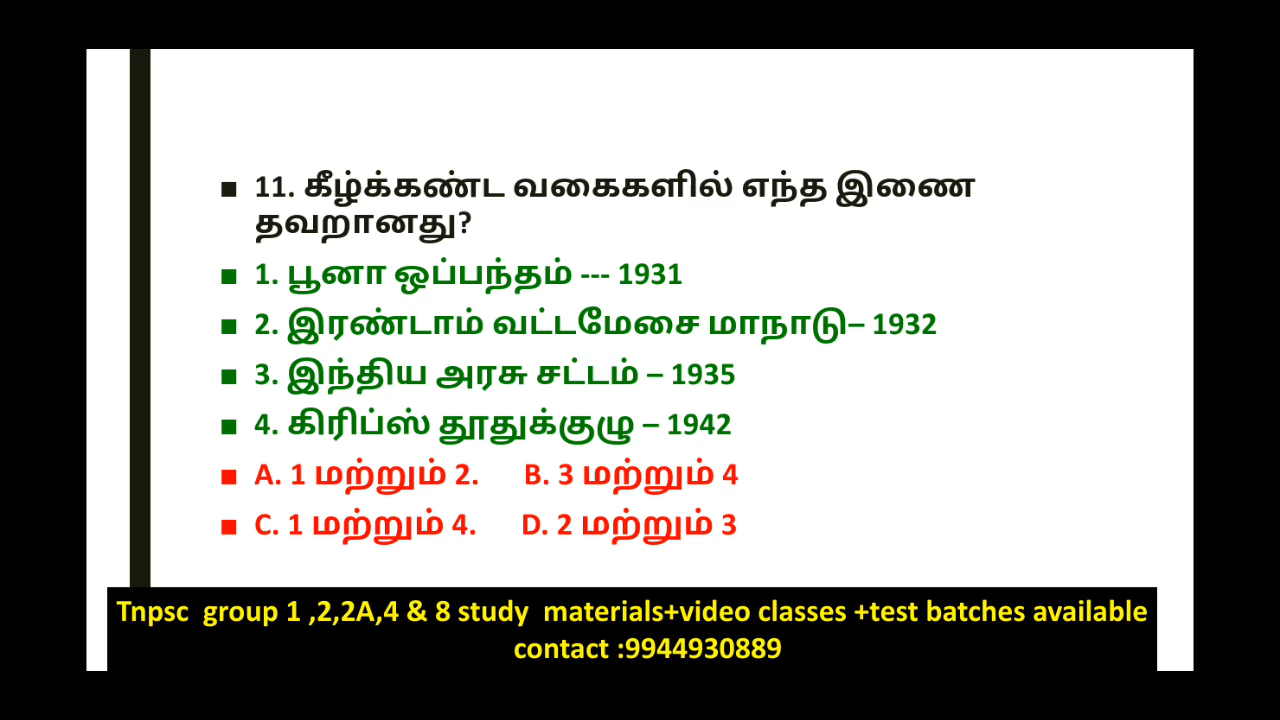 ■ 11. கீழ்க்கண்ட வகைகளில் எந்த இணை
தவறானது?
■ 1. பூனா ஒப்பந்தம் --- 1931
■ 2. இரண்டாம் வட்டமேசை மாநாடு– 1932
■ 3. இந்திய அரசு சட்டம் – 1935
■ 4. கிரிப்ஸ் தூதுக்குழு – 1942
■ A. 1 மற்றும் 2. B. 3 மற்றும் 4
■ C. 1 மற்றும் 4. D. 2 மற்றும் 3
Tnpsc group 1 ,2,2A,4 & 8 study materials+video classes +test batches available
contact :9944930889